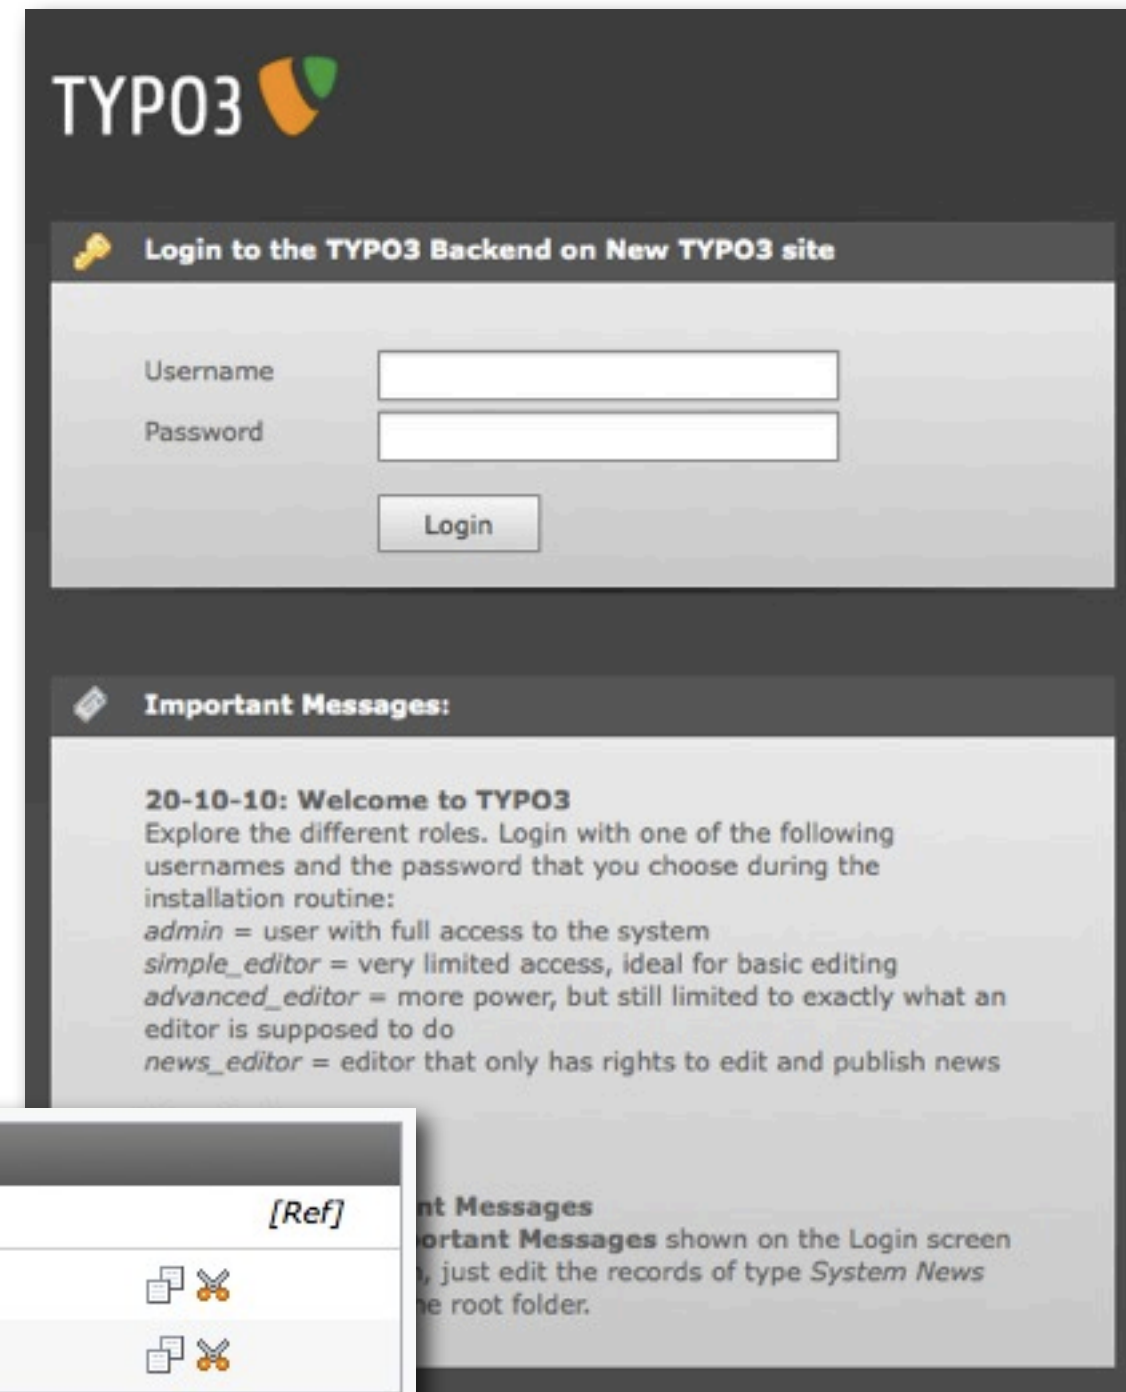 TYPO3
Login to the TYPO3 Backend on New TYPO3 site
Username
Password
Login
Important Messages:
20-10-10: Welcome to TYPO3
Explore the different roles. Login with one of the following
usernames and the password that you choose during the
installation routine:
admin = user with full access to the system
simple_editor = very limited access, ideal for basic editing
advanced_editor = more power, but still limited to exactly what an
editor is supposed to do
news_editor = editor that only has rights to edit and publish news
[Ref]
Messages
Messages shown on the Login screen
, just edit the records of type System News
root folder.